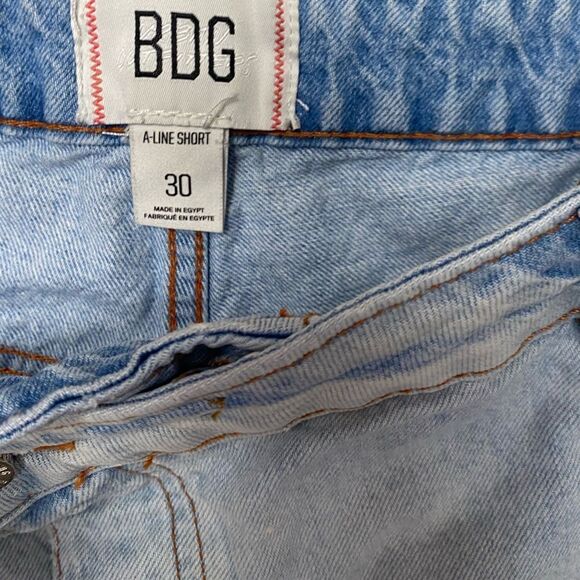 BDG
A-LINE SHORT
30
MADE IN EGYPT
FABRIQUÉ EN EGYPTE